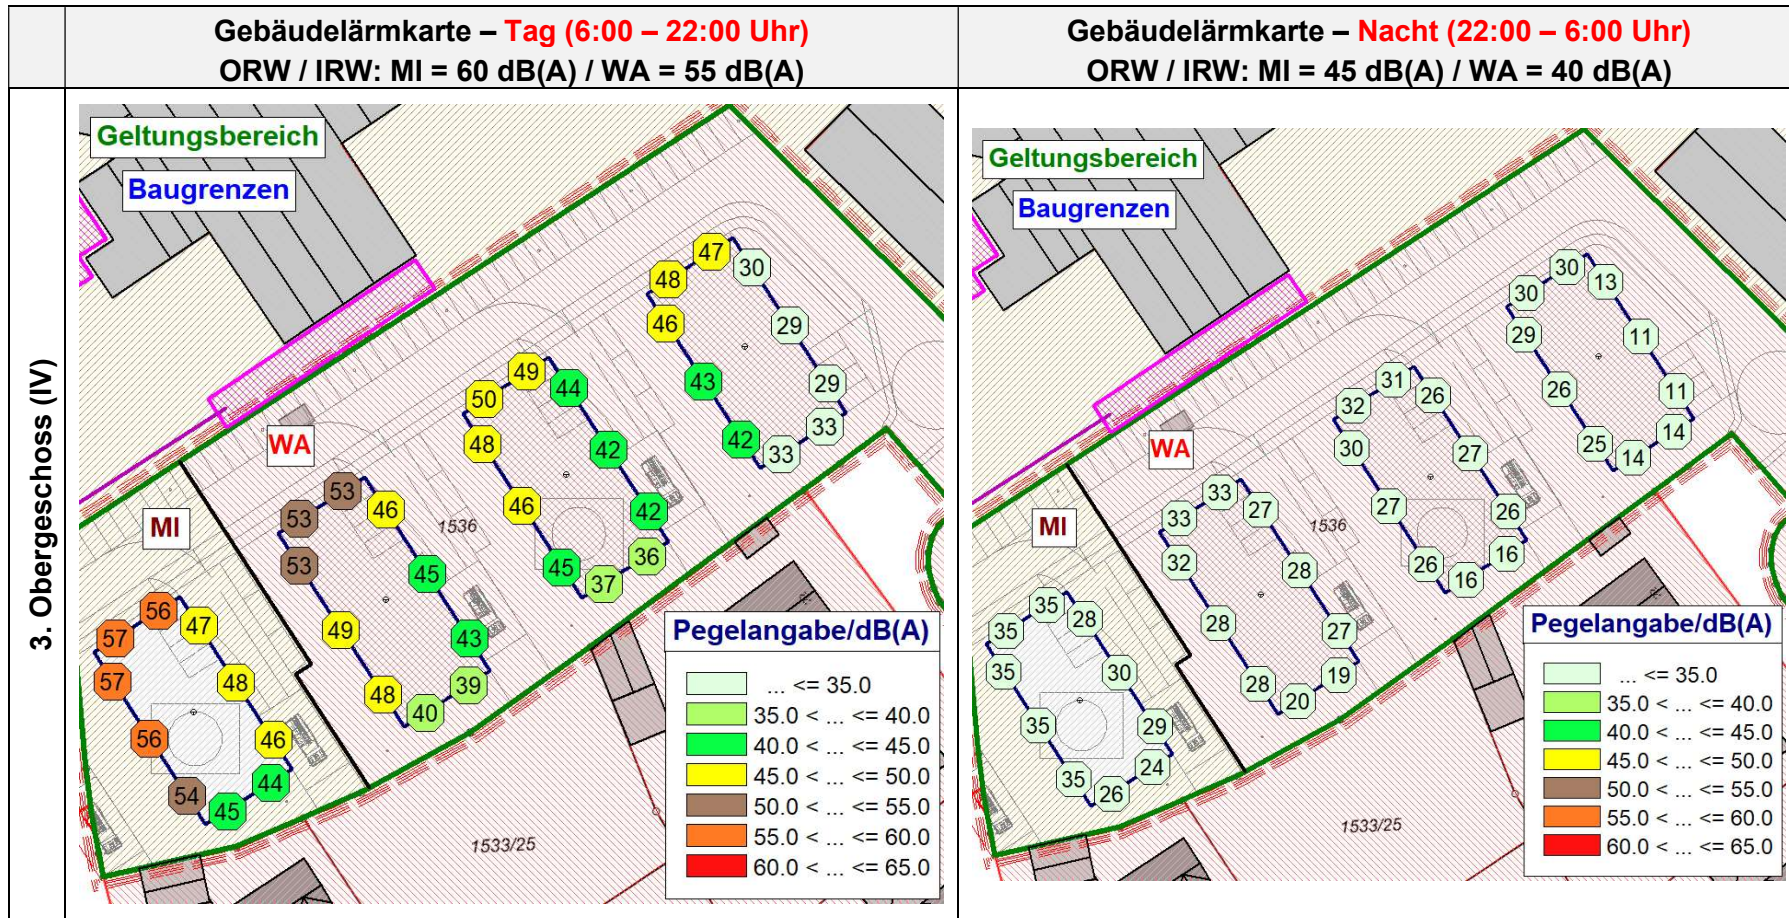 Gebäudelärmkarte – Tag (6:00 – 22:00 Uhr)
ORW / IRW: MI = 60 dB(A) / WA = 55 dB(A)
Gebäudelärmkarte – Nacht (22:00 – 6:00 Uhr)
ORW / IRW: MI = 45 dB(A) / WA = 40 dB(A)
3. Obergeschoss (IV)
Geltungsbereich
Baugrenzen
47
48
30
46
29
43
29
42
33
33
49
50
44
48
42
46
42
45
36
37
WA
53
53
46
53
45
49
43
48
39
40
1536
MI
56
57
47
57
48
56
46
54
44
45
1533/25
Pegelangabe/dB(A)
... <= 35.0
35.0 < ... <= 40.0
40.0 < ... <= 45.0
45.0 < ... <= 50.0
50.0 < ... <= 55.0
55.0 < ... <= 60.0
60.0 < ... <= 65.0
Geltungsbereich
Baugrenzen
30
30
13
29
11
26
11
25
14
14
31
32
26
30
27
27
26
26
16
16
WA
33
33
27
32
28
28
27
28
19
20
1536
MI
35
35
28
35
30
35
29
35
24
26
1533/25
Pegelangabe/dB(A)
... <= 35.0
35.0 < ... <= 40.0
40.0 < ... <= 45.0
45.0 < ... <= 50.0
50.0 < ... <= 55.0
55.0 < ... <= 60.0
60.0 < ... <= 65.0